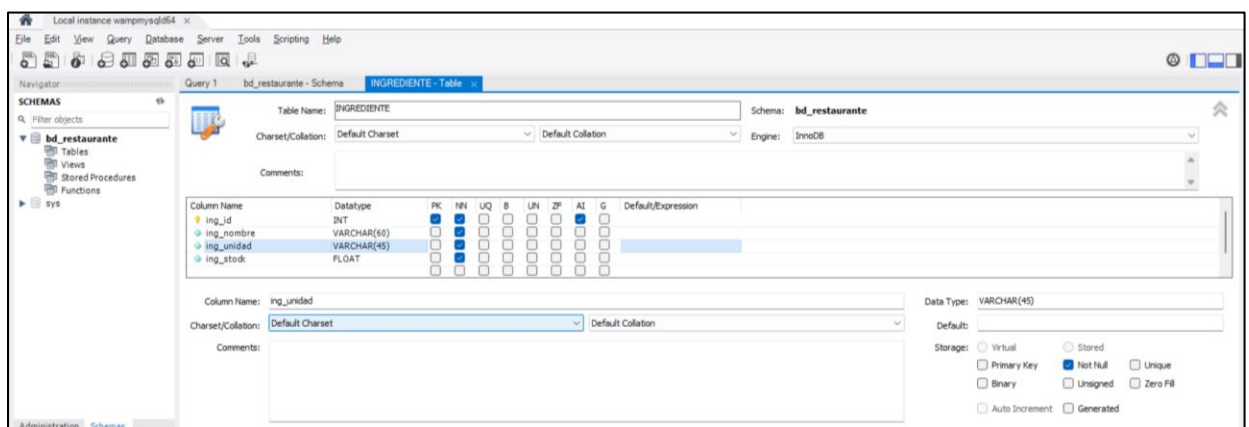 Local instance wampmysqld64 ×
File Edit View Query Database Server Tools Scripting Help
Navigator
Query 1 bd_restaurante - Schema INGREDIENTE - Table ×
SCHEMAS
Filter objects
bd_restaurante
Tables
Views
Stored Procedures
Functions
sys
Table Name: INGREDIENTE Schema: bd_restaurante
Charset/Collation: Default Charset Default Collation Engine: InnoDB
Comments:
Column Name Datatype PK NN UQ B UN ZF AI G Default/Expression
ing_id INT
ing_nombre VARCHAR(60)
ing_unidad VARCHAR(45)
ing_stock FLOAT
Column Name: ing_unidad Data Type: VARCHAR(45)
Charset/Collation: Default Charset Default Collation Default:
Comments: Storage: Virtual Stored
Primary Key Not Null Unique
Binary Unsigned Zero Fill
Auto Increment Generated
Administration Schemas